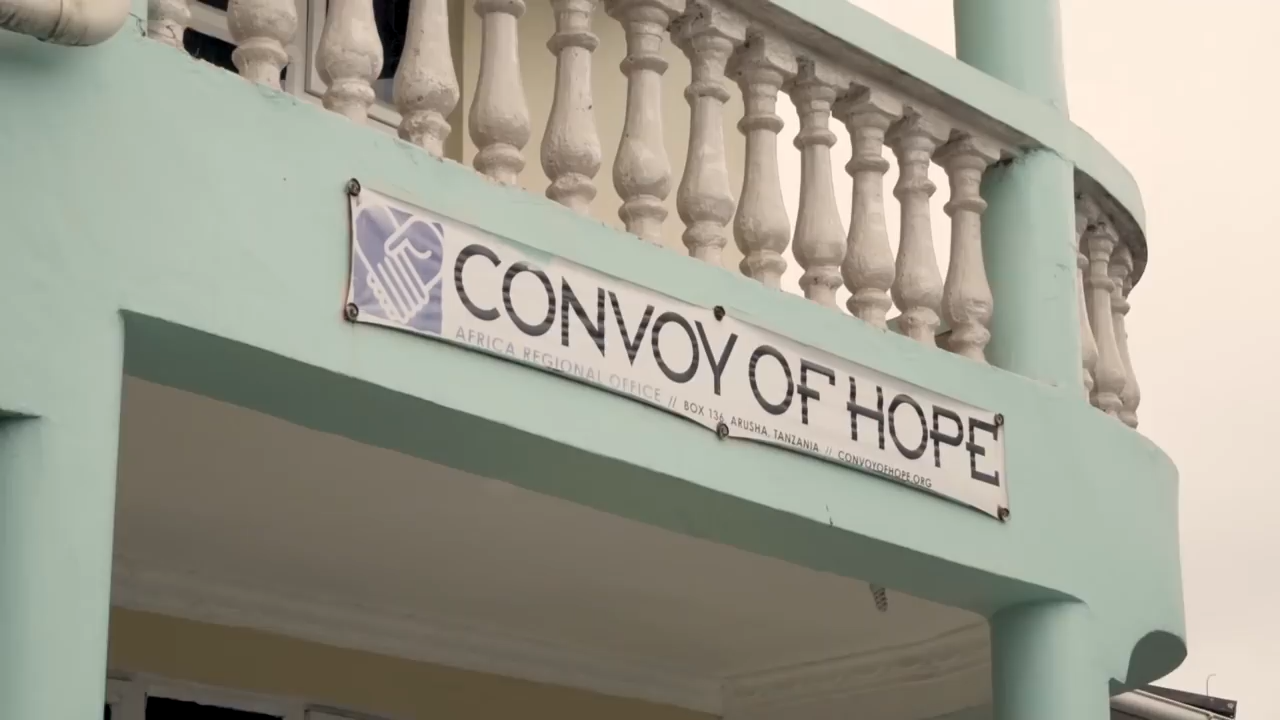 CONVOY OF HOPE
AFRICA REGIONAL OFFICE // BOX 136, ARUSHA, TANZANIA // CONVOYOFHOPE.ORG